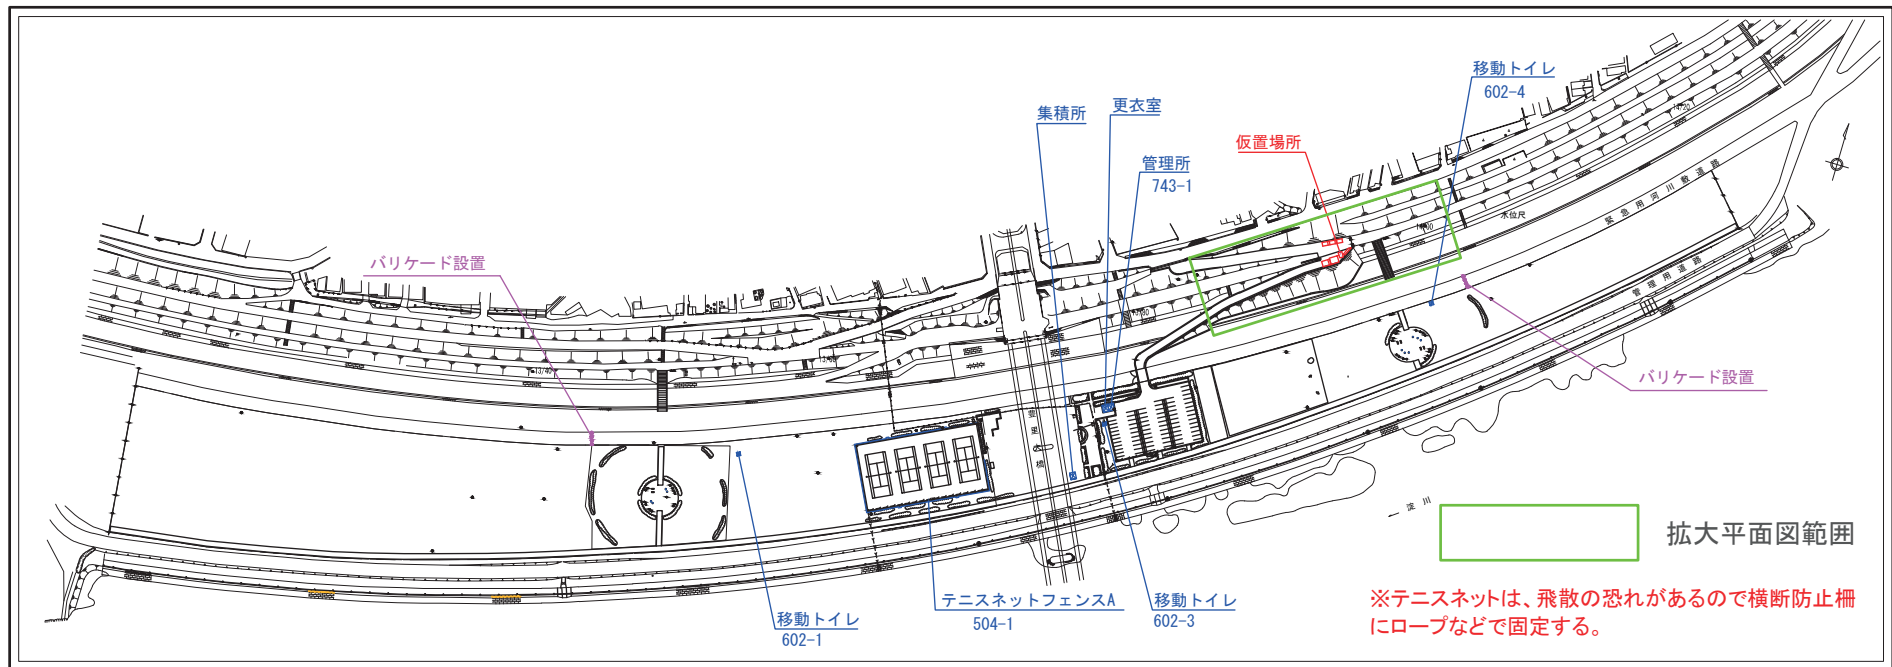 移動トイレ
602-4
集積所
更衣室
仮置場所
管理所
743-1
水位尺
緊急用河川敷道路
バリケード設置
管理用道路
バリケード設置
豊里大橋
淀川
拡大平面図範囲
※テニスネットは、飛散の恐れがあるので横断防止柵
にロープなどで固定する。
テニスネットフェンスA
504-1
移動トイレ
602-3
移動トイレ
602-1